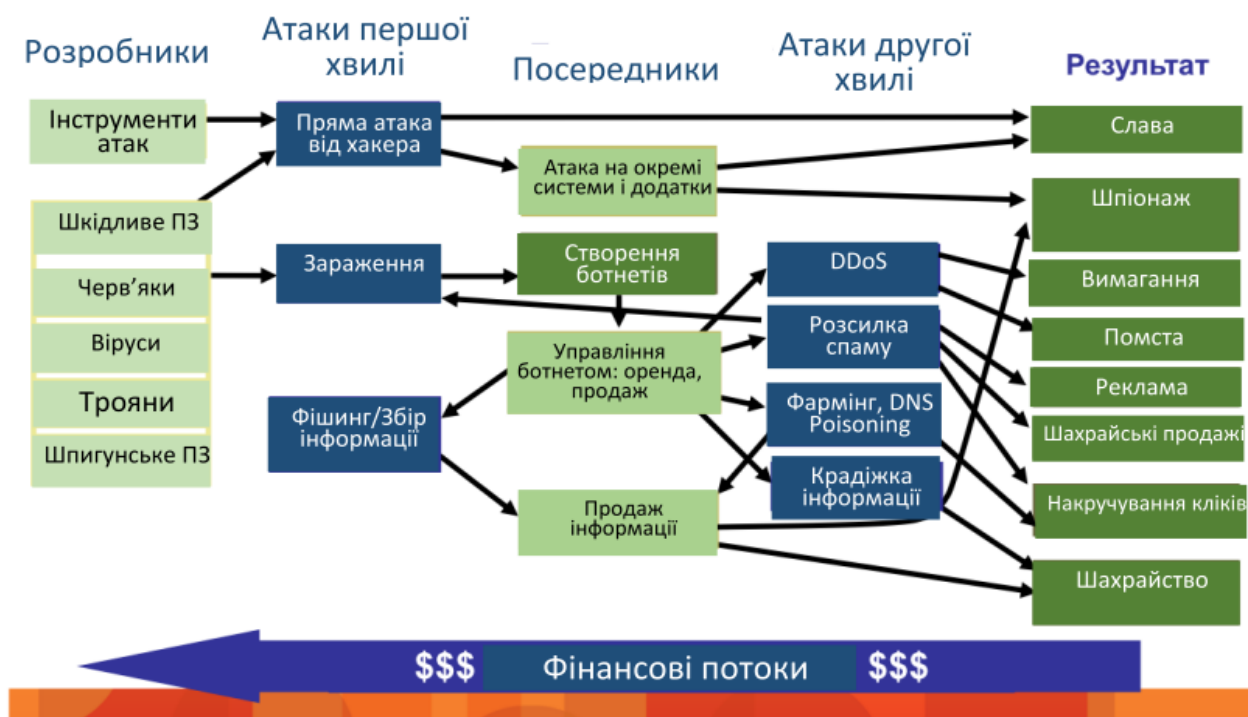 Розробники
Атаки першої
хвилі
Посередники
Атаки другої
хвилі
Результат
Інструменти
атак
Шкідливе ПЗ
Черв’яки
Віруси
Трояни
Шпигунське ПЗ
Пряма атака
від хакера
Зараження
Фішинг/Збір
інформації
Атака на окремі
системи і додатки
Створення
ботнетів
Управління
ботнетом: оренда,
продаж
Продаж
інформації
DDoS
Розсилка
спаму
Фармінг, DNS
Poisoning
Крадіжка
інформації
Слава
Шпіонаж
Вимагання
Помста
Реклама
Шахрайські продажі
Накручування кліків
Шахрайство
$$$ Фінансові потоки $$$